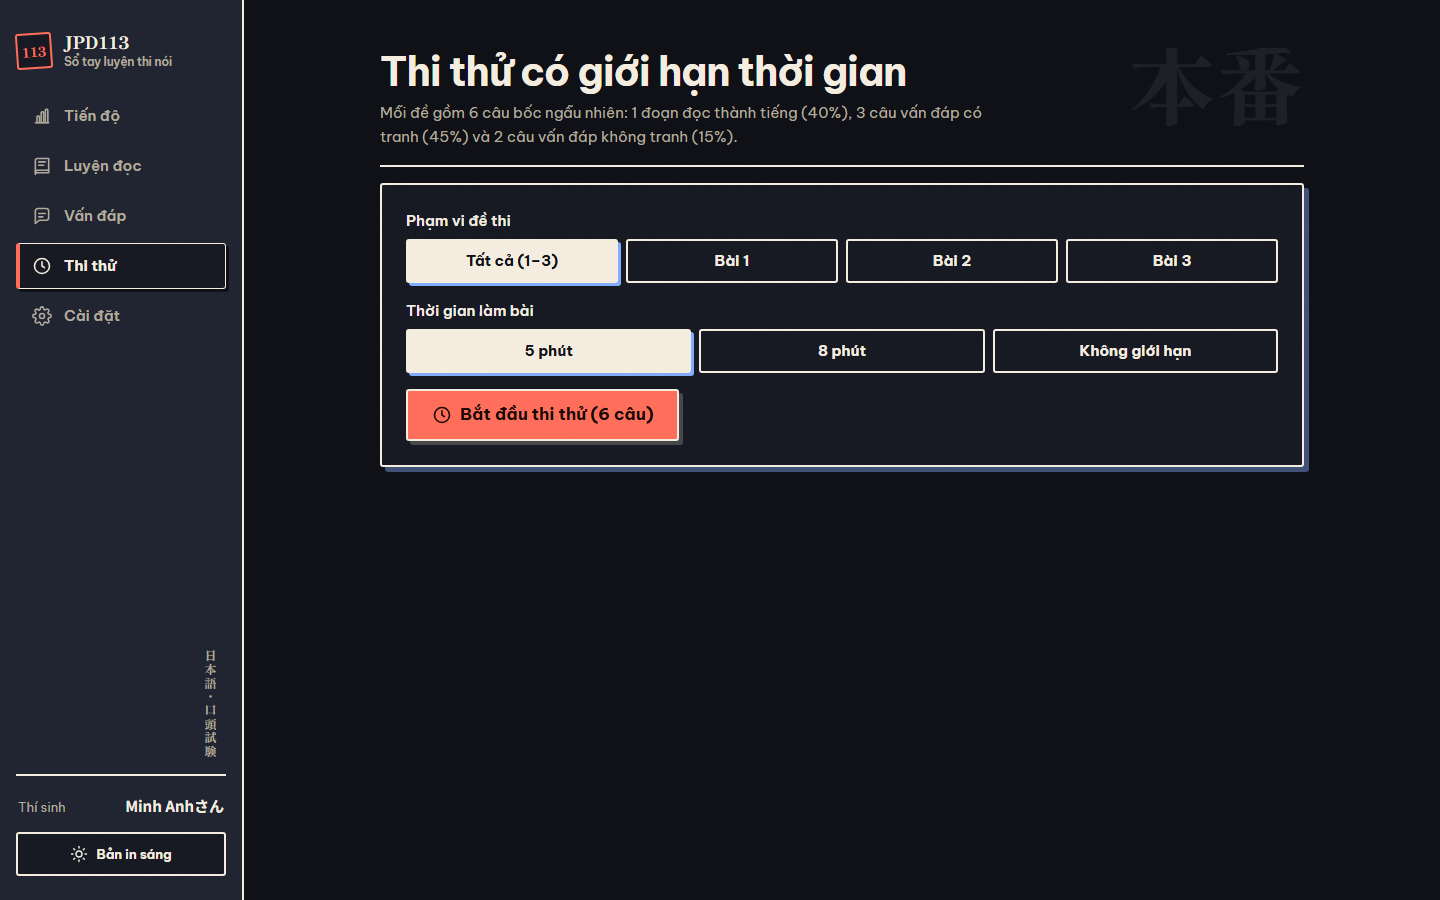 113
JPD113
Sổ tay luyện thi nói
Tiến độ
Luyện đọc
Vấn đáp
Thi thử
Cài đặt
日本語・口頭試験
Thí sinh
Minh Anhさん
Bản in sáng
Thi thử có giới hạn thời gian
本番
Mỗi đề gồm 6 câu bốc ngẫu nhiên: 1 đoạn đọc thành tiếng (40%), 3 câu vấn đáp có
tranh (45%) và 2 câu vấn đáp không tranh (15%).
Phạm vi đề thi
Tất cả (1–3)
Bài 1
Bài 2
Bài 3
Thời gian làm bài
5 phút
8 phút
Không giới hạn
Bắt đầu thi thử (6 câu)